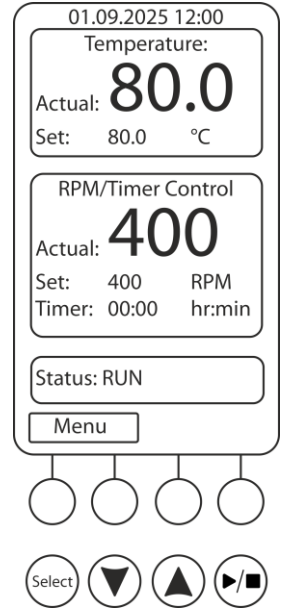 01.09.2025 12:00
Temperature:
Actual: 80.0
Set: 80.0 °C
RPM/Timer Control
Actual: 400
Set: 400 RPM
Timer: 00:00 hr:min
Status: RUN
Menu
Select